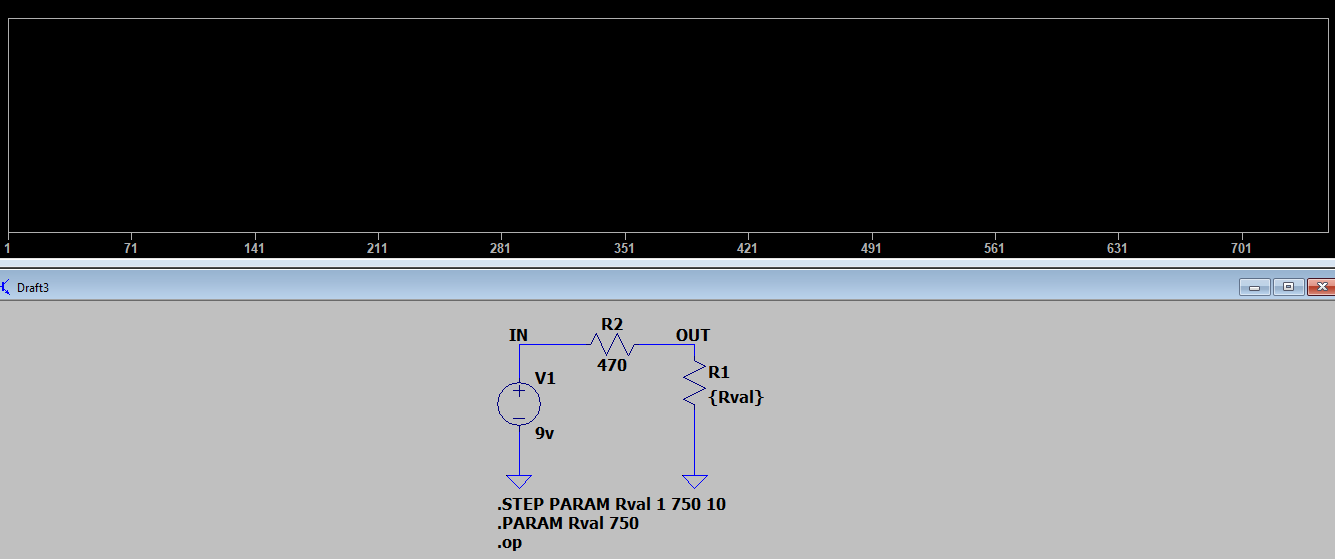 1 71 141 211 281 351 421 491 561 631 701
Draft3
IN R2 OUT
470
V1 R1
{Rval}
9v
.STEP PARAM Rval 1 750 10
.PARAM Rval 750
.op